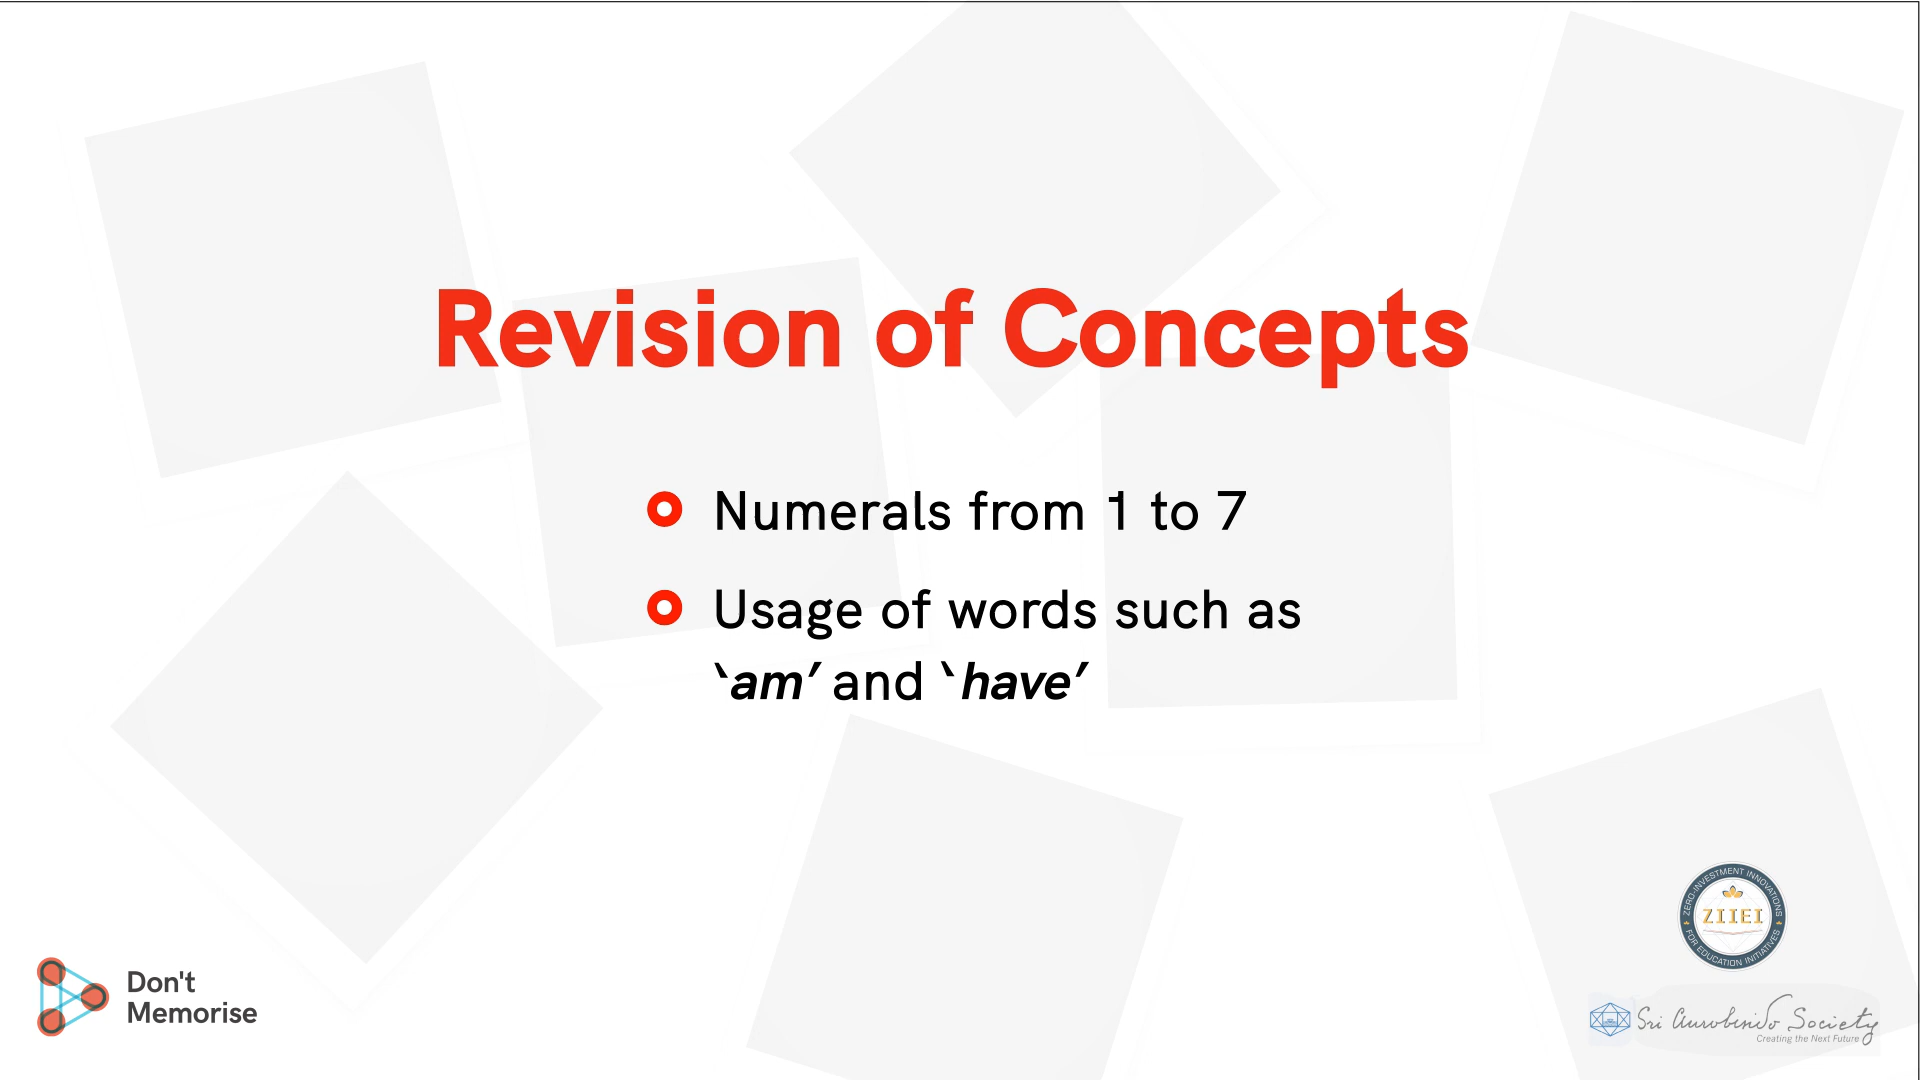 Revision of Concepts
Numerals from 1 to 7
Usage of words such as
‘am’ and ‘have’
Don't
Memorise
ZERO-INVESTMENT INNOVATIONS
ZIIEI
FOR EDUCATION INITIATIVES
Sri Aurobindo Society
Creating the Next Future